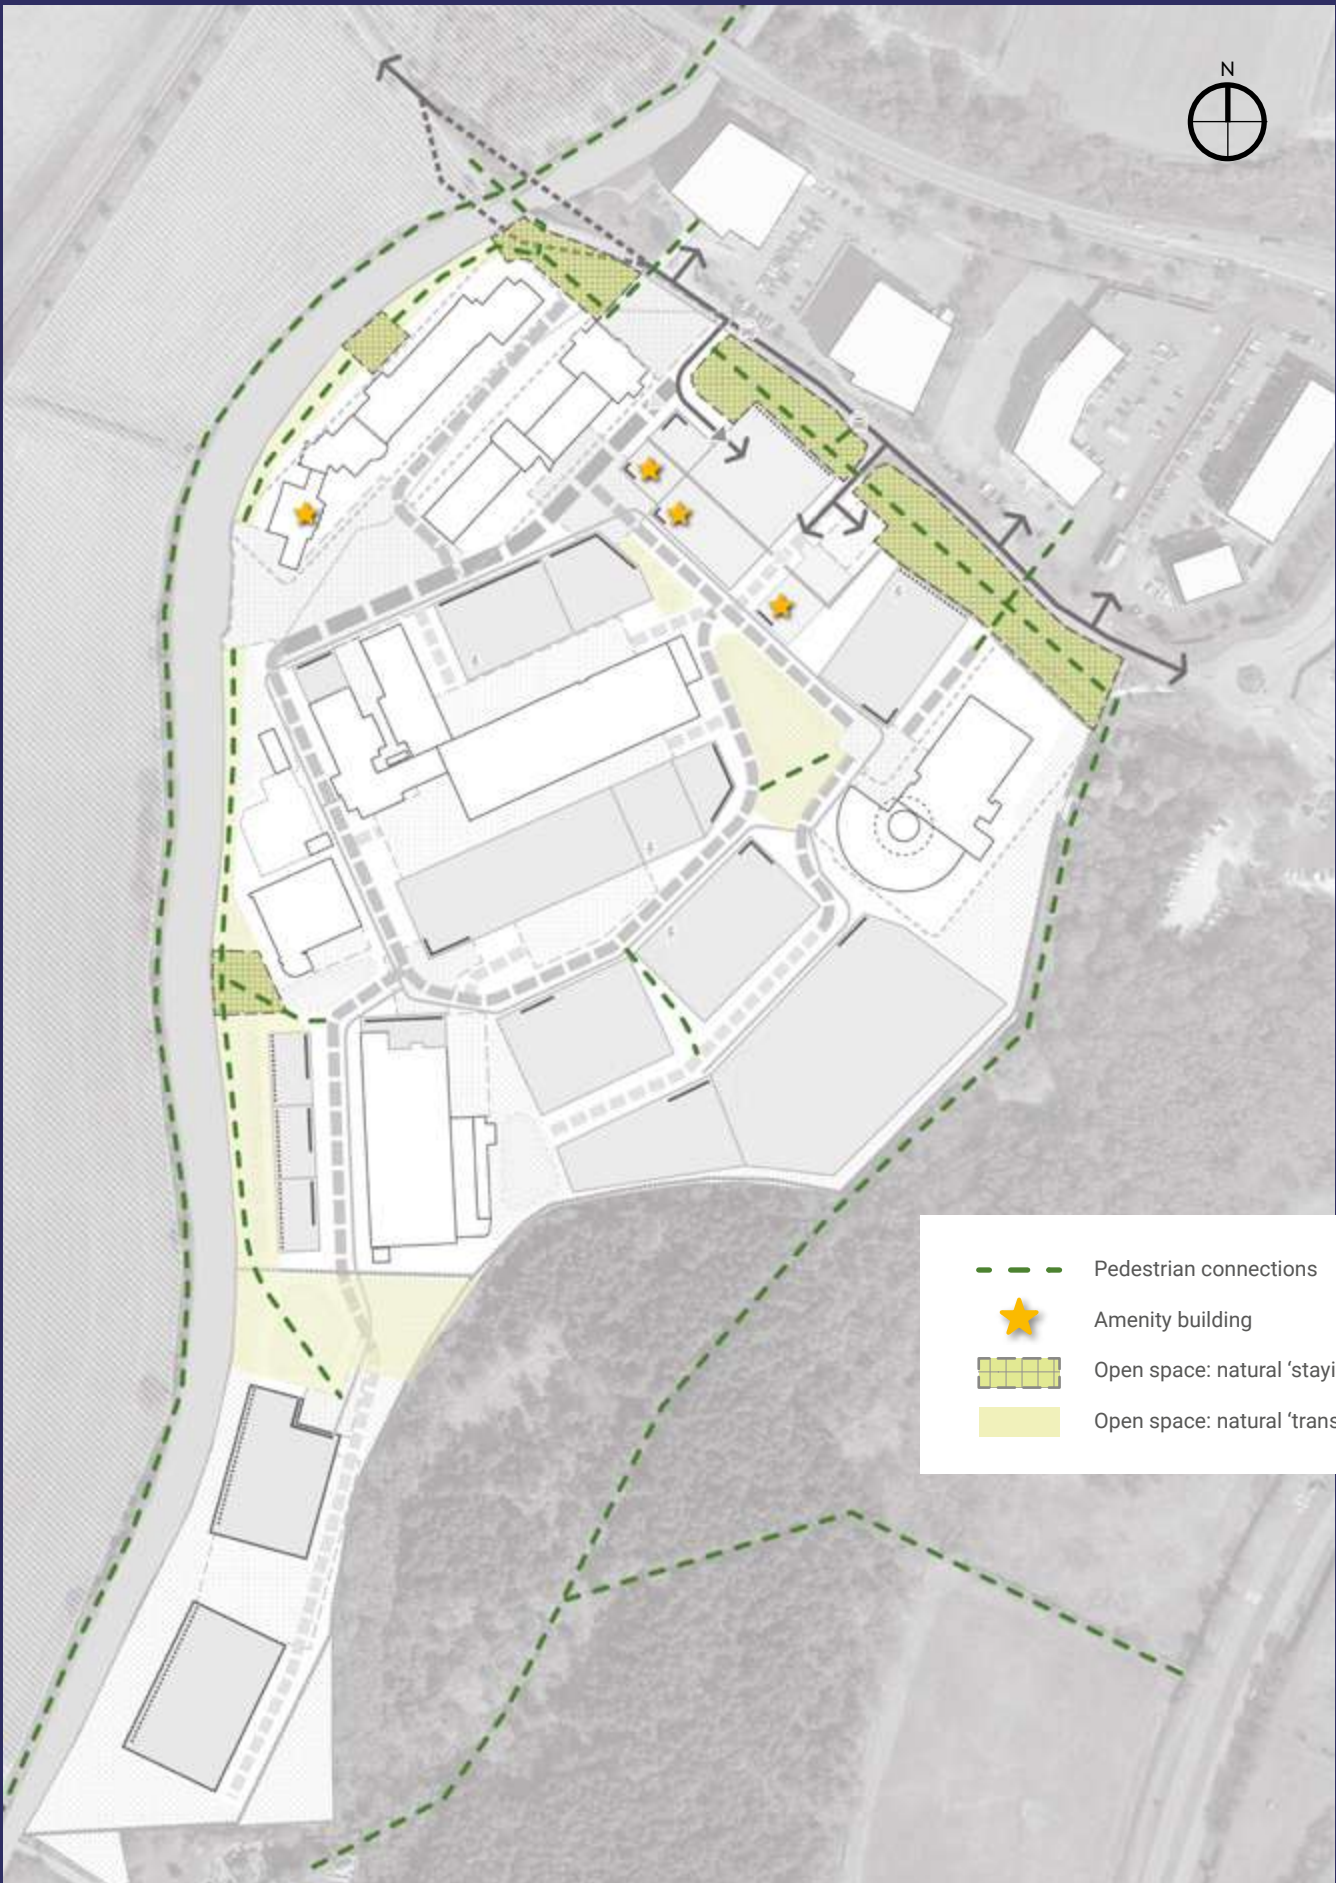 N
Pedestrian connections
Amenity building
Open space: natural ‘stayi
Open space: natural ‘trans